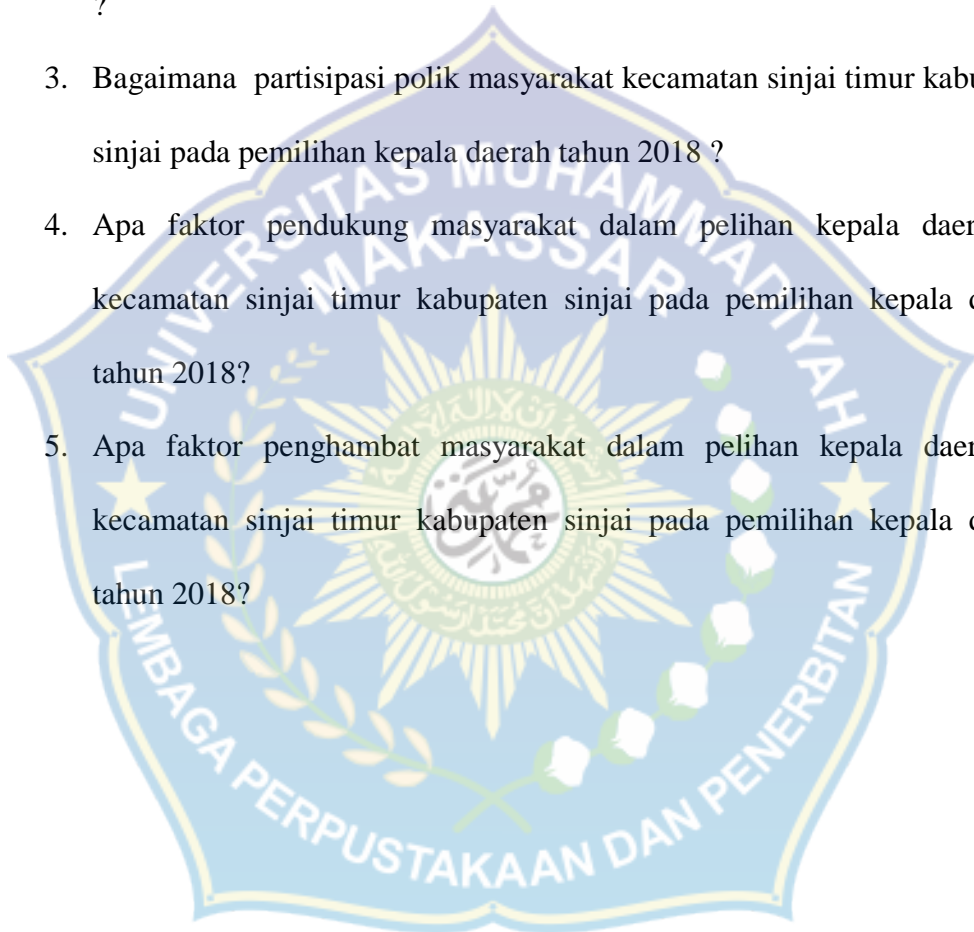 ?
3. Bagaimana partisipasi polik masyarakat kecamatan sinjai timur kabu
sinjai pada pemilihan kepala daerah tahun 2018 ?
4. Apa faktor pendukung masyarakat dalam pelihan kepala daer
kecamatan sinjai timur kabupaten sinjai pada pemilihan kepala d
tahun 2018?
5. Apa faktor penghambat masyarakat dalam pelihan kepala daer
kecamatan sinjai timur kabupaten sinjai pada pemilihan kepala d
tahun 2018?
UNIVERSITAS MUHAMMADIYAH
MAKASSAR
LEMBAGA PERPUSTAKAAN DAN PENERBITAN